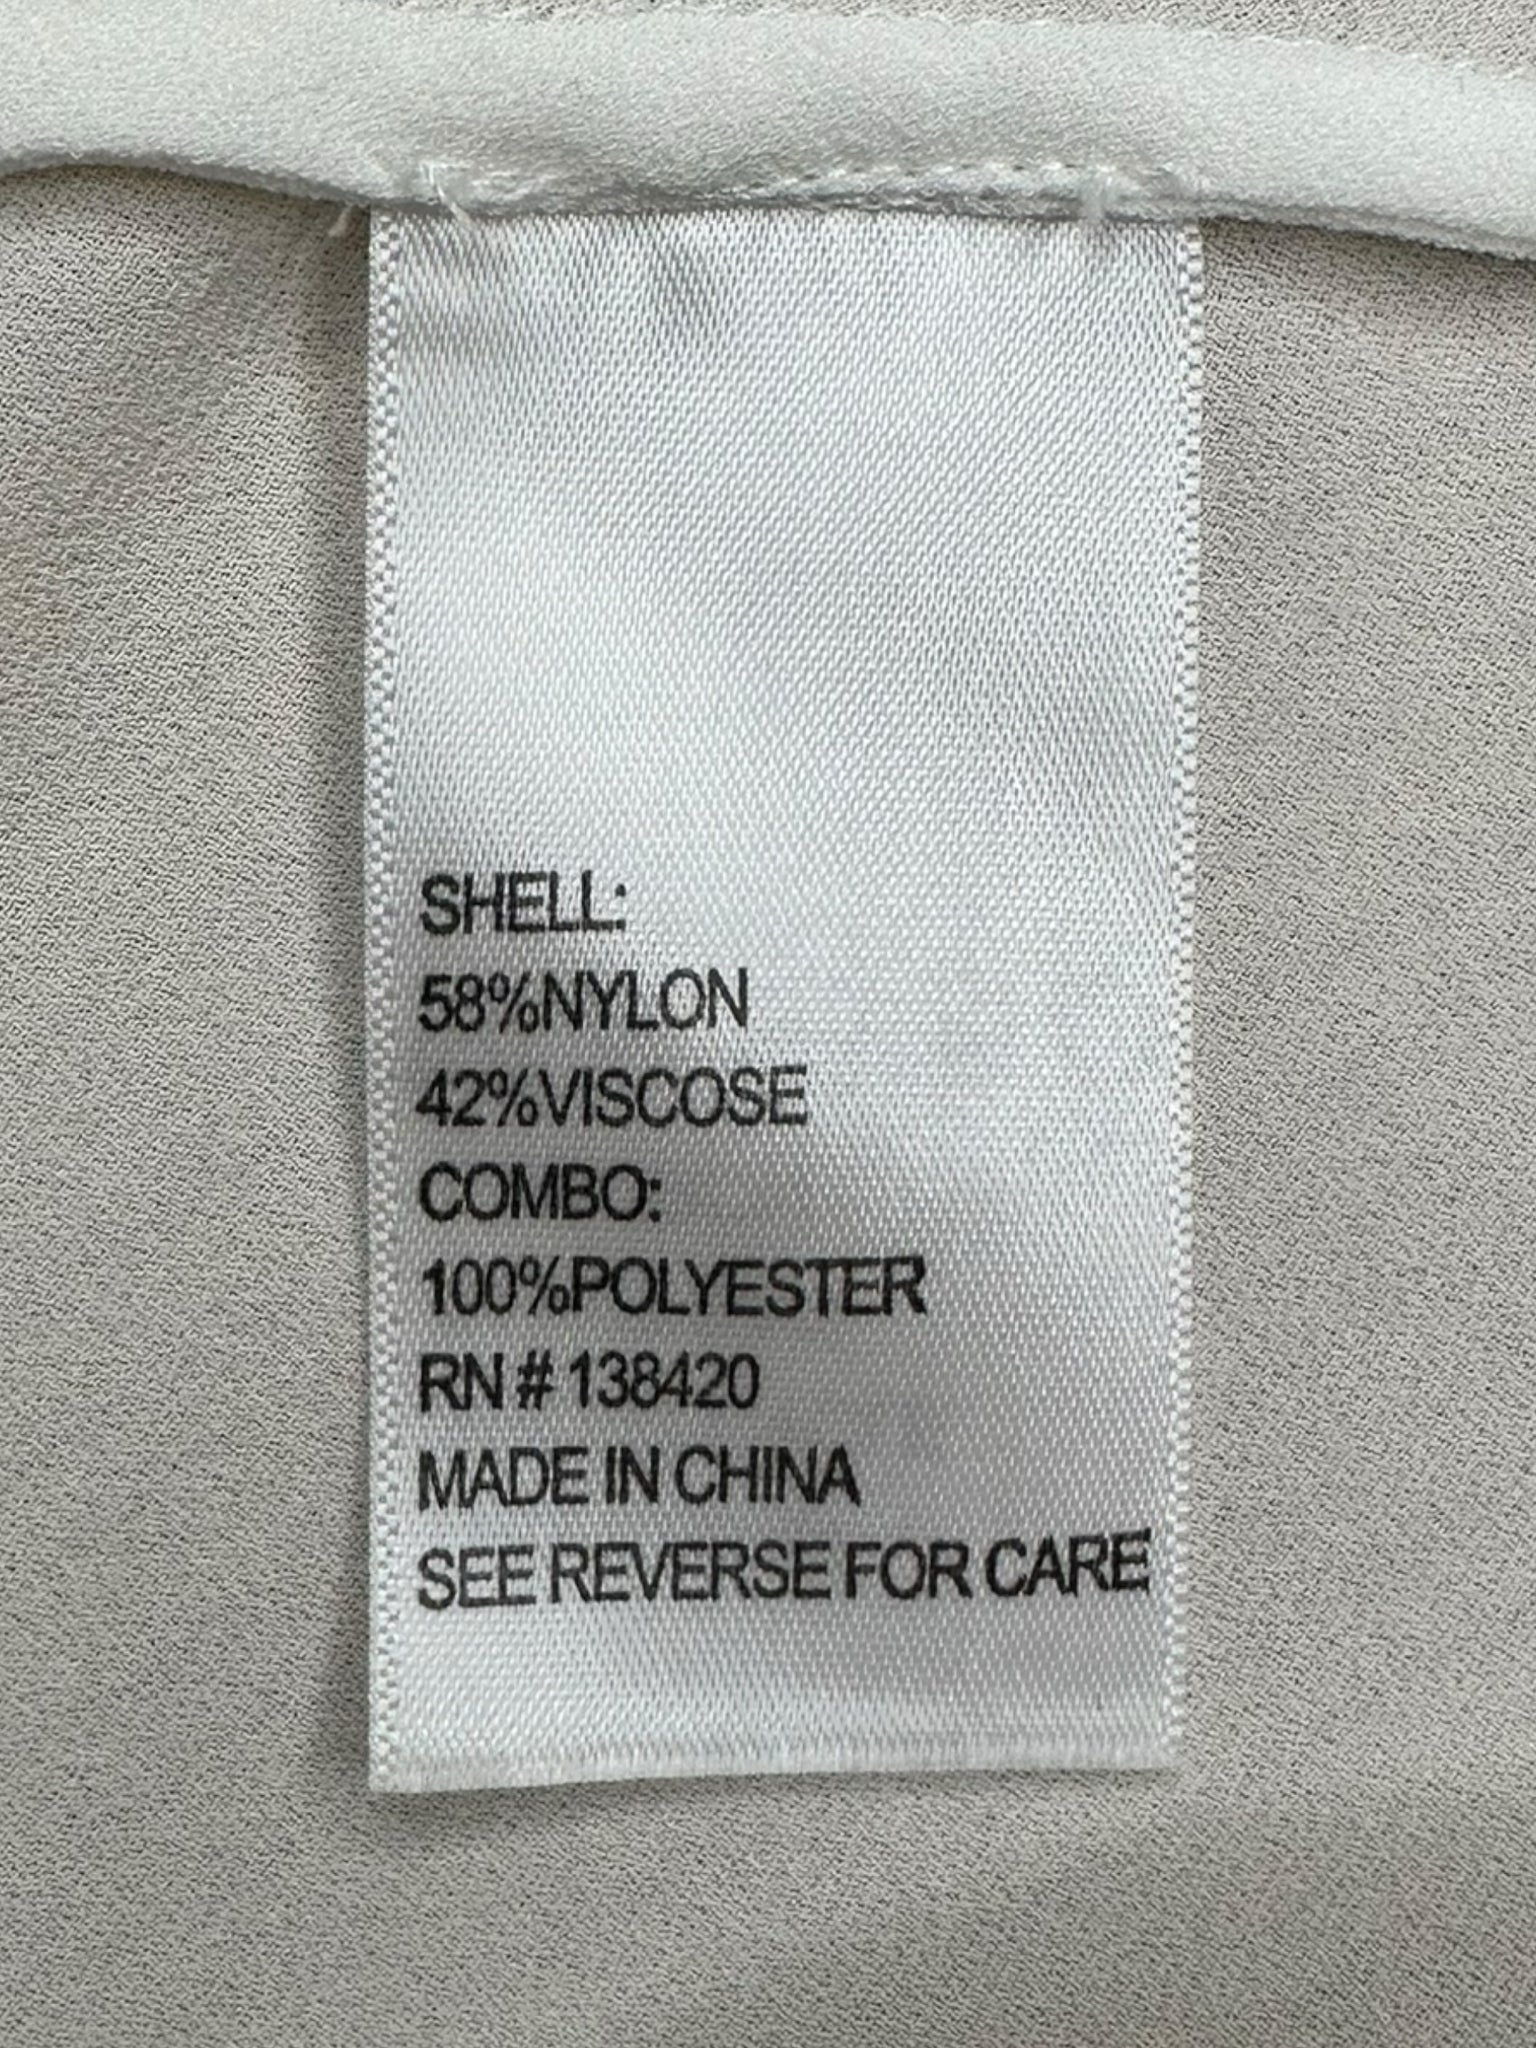 SHELL:
58%NYLON
42%VISCOSE
COMBO:
100%POLYESTER
RN # 138420
MADE IN CHINA
SEE REVERSE FOR CARE